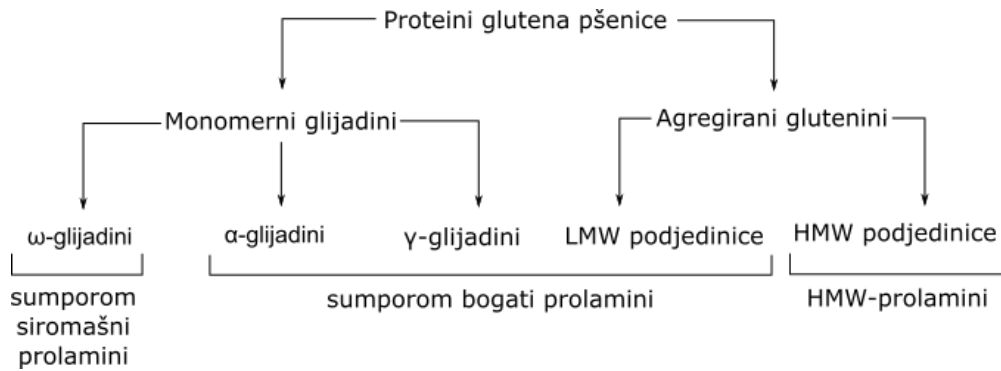 Proteini glutena pšenice
Monomerni glijadini
Agregirani glutenini
ω-glijadini
α-glijadini
γ-glijadini
LMW podjedinice
HMW podjedinice
sumporom
siromašni
prolamini
sumporom bogati prolamini
HMW-prolamini